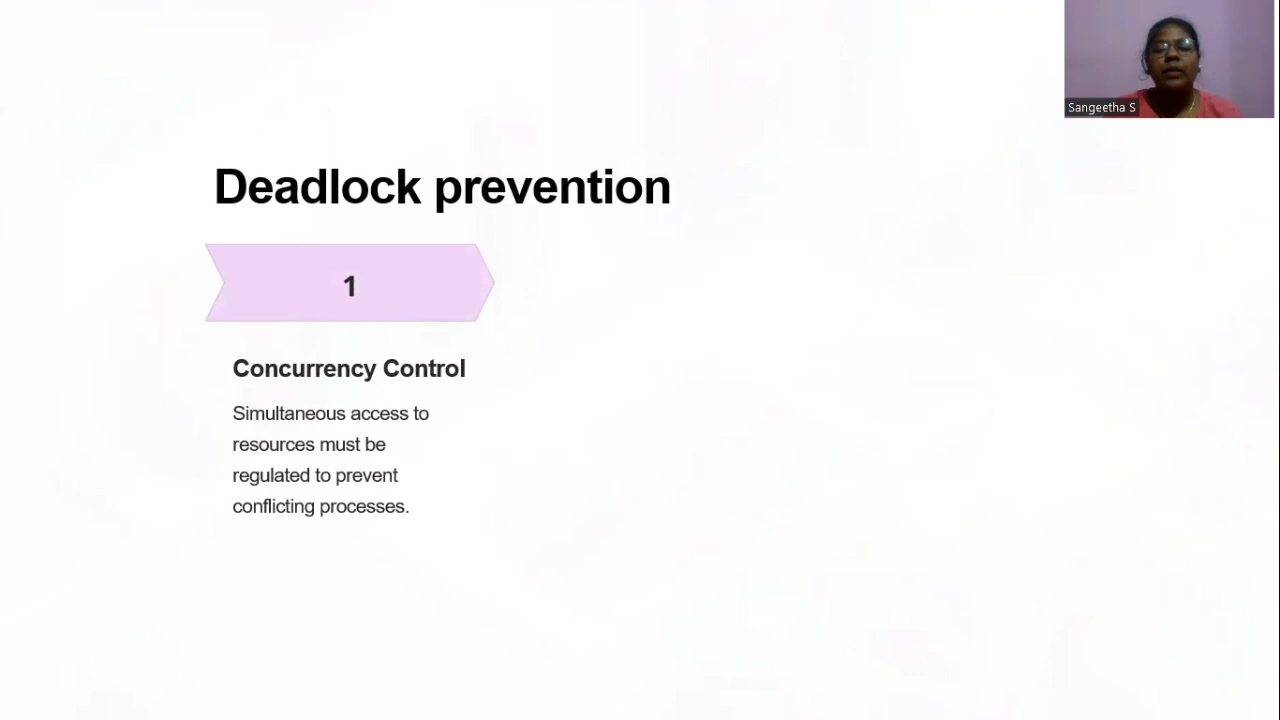 Sangeetha S
Deadlock prevention
1
Concurrency Control
Simultaneous access to
resources must be
regulated to prevent
conflicting processes.